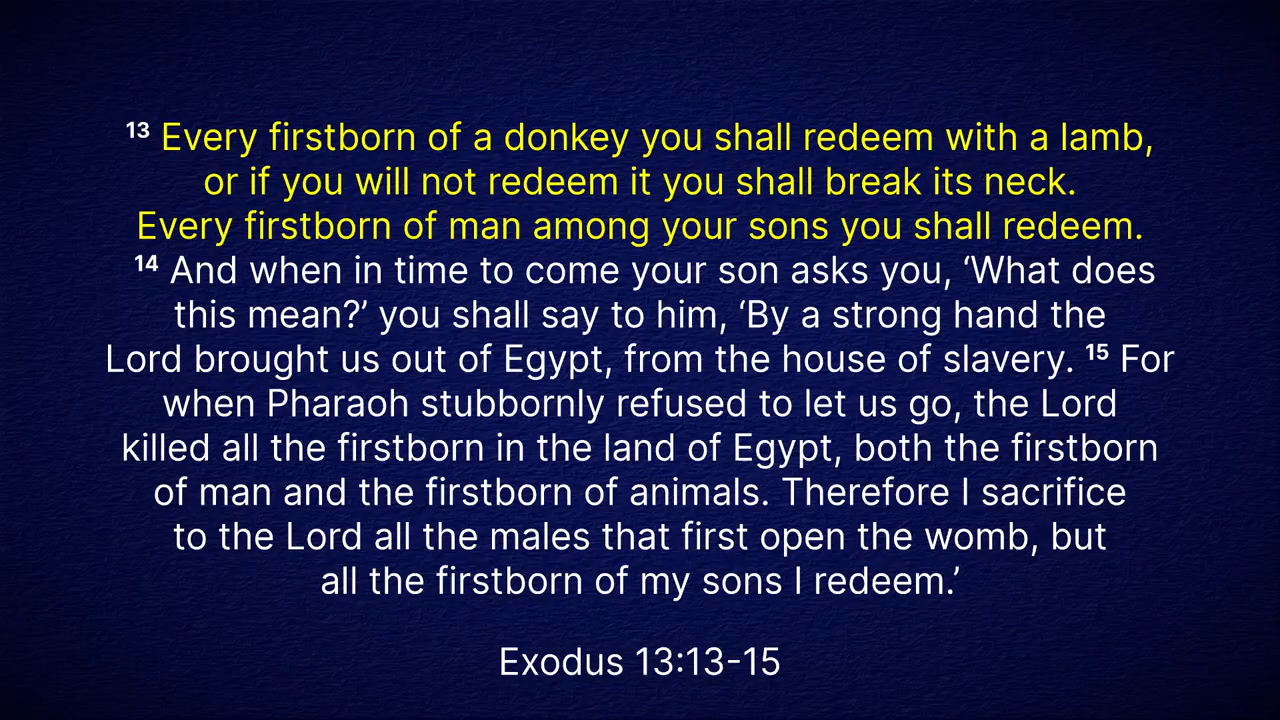 ¹³ Every firstborn of a donkey you shall redeem with a lamb,
or if you will not redeem it you shall break its neck.
Every firstborn of man among your sons you shall redeem.
¹⁴ And when in time to come your son asks you, ‘What does
this mean?’ you shall say to him, ‘By a strong hand the
Lord brought us out of Egypt, from the house of slavery. ¹⁵ For
when Pharaoh stubbornly refused to let us go, the Lord
killed all the firstborn in the land of Egypt, both the firstborn
of man and the firstborn of animals. Therefore I sacrifice
to the Lord all the males that first open the womb, but
all the firstborn of my sons I redeem.’
Exodus 13:13-15